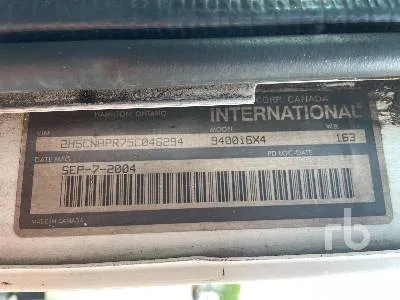 CORP. CANADA
HAMILTON ONTARIO
INTERNATIONAL
VIN MODEL W.B.
2HSCNAPR75C046294 9400i6X4 163
DATE MFG PD LOC-DATE
SEP-7-2004
MADE IN CANADA
rb